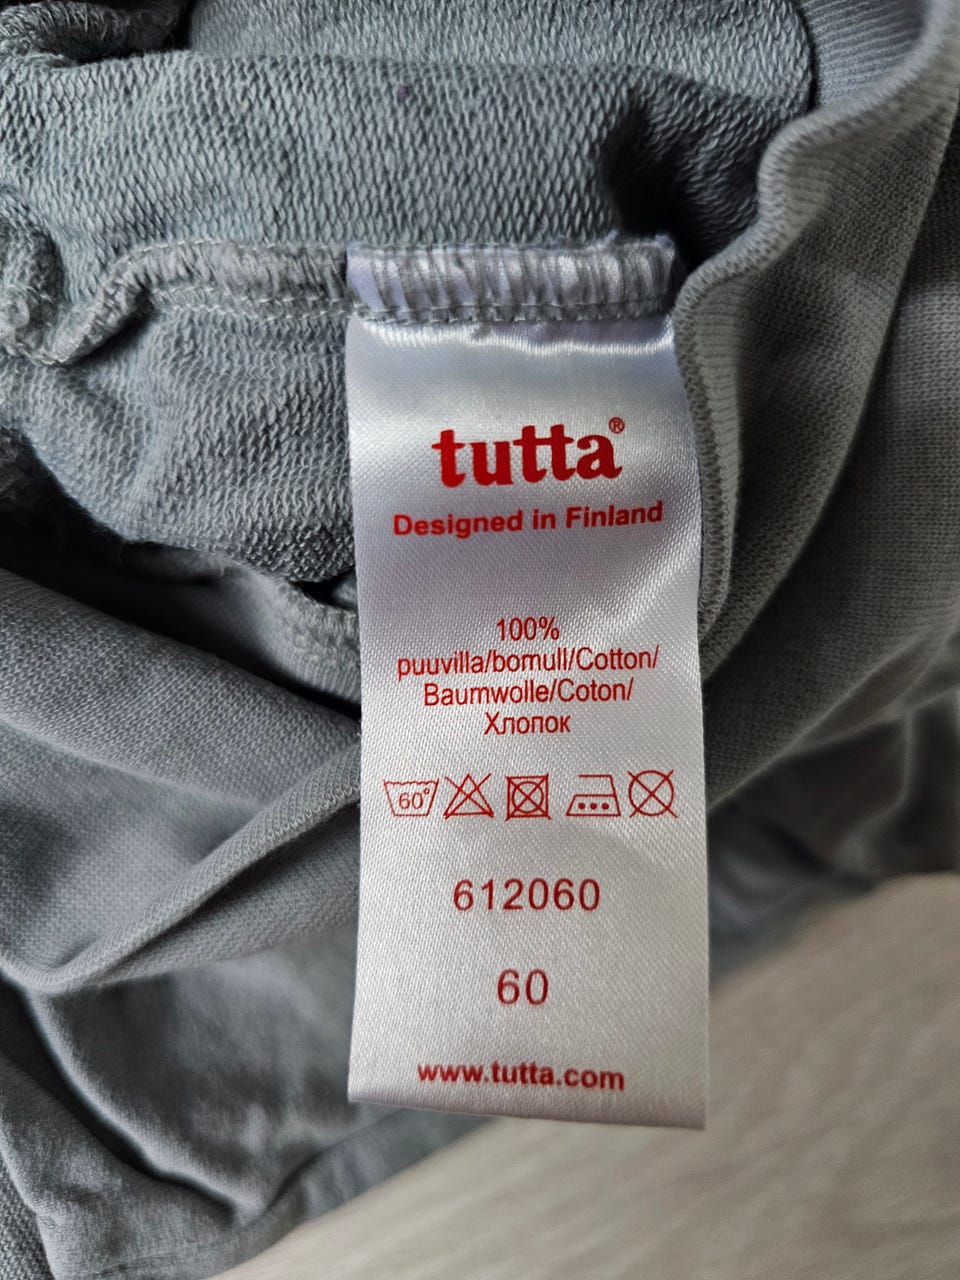 tutta®
Designed in Finland
100%
puuvilla/bomull/Cotton/
Baumwolle/Coton/
Хлопок
60°
612060
60
www.tutta.com